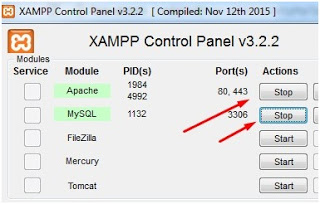 XAMPP Control Panel v3.2.2 [ Compiled: Nov 12th 2015 ]
XAMPP Control Panel v3.2.2
Modules
Service Module PID(s) Port(s) Actions
Apache 1984 4992 80, 443 Stop
MySQL 1132 3306 Stop
FileZilla Start
Mercury Start
Tomcat Start